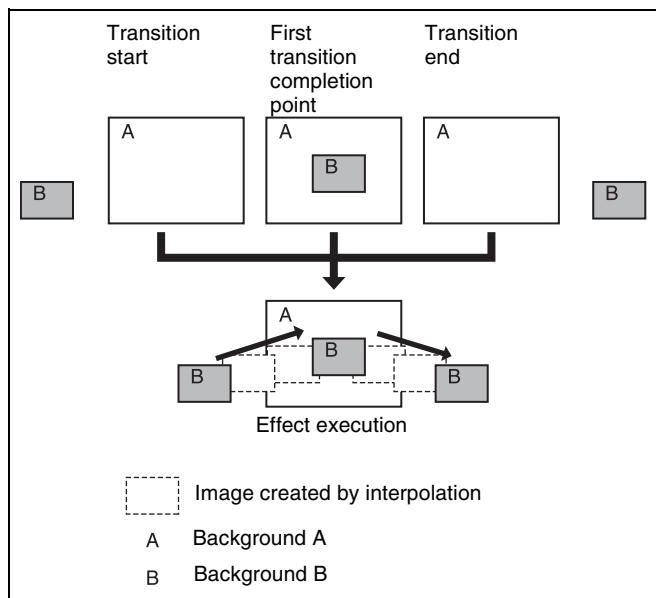 Transition
start
First
transition
completion
point
Transition
end
A
A
A
B
B
B
A
B
B
B
Effect execution
Image created by interpolation
A Background A
B Background B